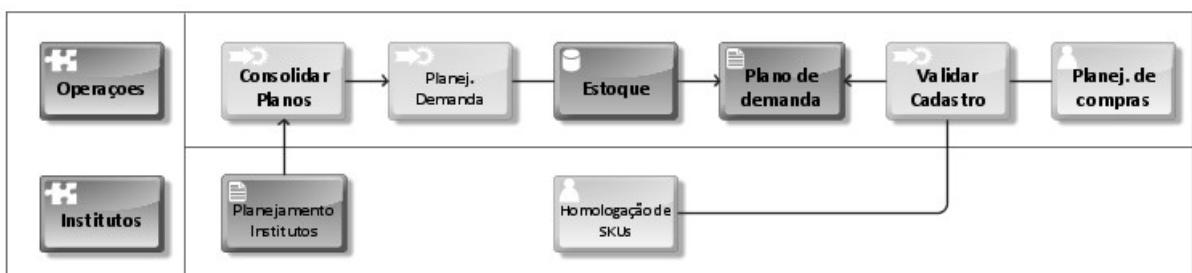 Operaçoes
Consolidar
Planos
Planej.
Demanda
Estoque
Plano de
demanda
Validar
Cadastro
Planej. de
compras
Institutos
Planejamento
Institutos
Homologação de
SKUs